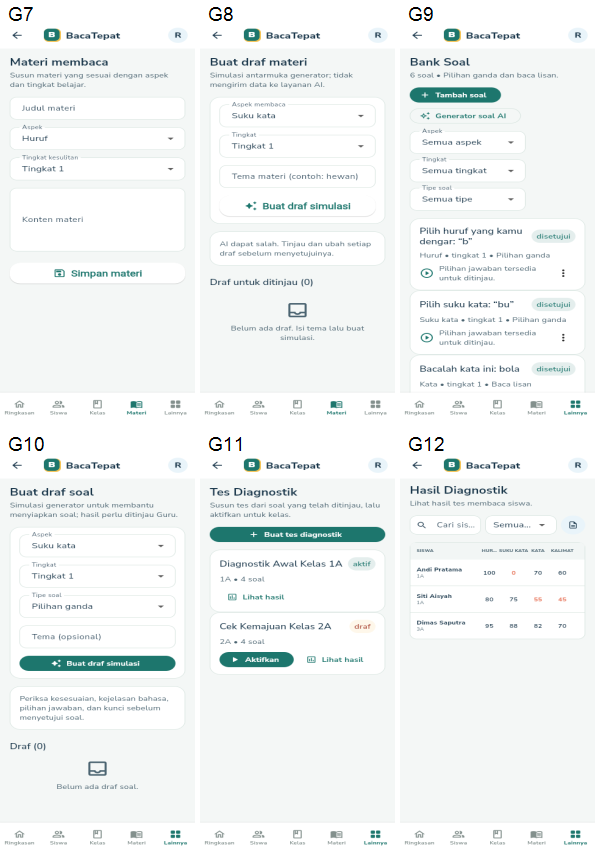 G7
B BacaTepat R
Materi membaca
Susun materi yang sesuai dengan aspek
dan tingkat belajar.
Judul materi
Aspek
Huruf
Tingkat kesulitan
Tingkat 1
Konten materi
Simpan materi
Ringkasan Siswa Kelas Materi Lainnya
G8
B BacaTepat R
Buat draf materi
Simulasi antarmuka generator; tidak
mengirim data ke layanan AI.
Aspek membaca
Suku kata
Tingkat
Tingkat 1
Tema materi (contoh: hewan)
Buat draf simulasi
AI dapat salah. Tinjau dan ubah setiap
draf sebelum menyetujuinya.
Draf untuk ditinjau (0)
Belum ada draf. Isi tema lalu buat
simulasi.
Ringkasan Siswa Kelas Materi Lainnya
G9
B BacaTepat R
Bank Soal
6 soal • Pilihan ganda dan baca lisan.
+ Tambah soal
Generator soal AI
Aspek
Semua aspek
Tingkat
Semua tingkat
Tipe soal
Semua tipe
Pilih huruf yang kamu
dengar: “b”
disetujui
Huruf • tingkat 1 • Pilihan ganda
Pilihan jawaban tersedia
untuk ditinjau.
Pilih suku kata: “bu”
disetujui
Suku kata • tingkat 1 • Pilihan ganda
Pilihan jawaban tersedia
untuk ditinjau.
Bacalah kata ini: bola
disetujui
Kata • tingkat 1 • Baca lisan
Ringkasan Siswa Kelas Materi Lainnya
G10
B BacaTepat R
Buat draf soal
Simulasi generator untuk membantu
menyiapkan soal; hasil perlu ditinjau Guru.
Aspek
Suku kata
Tingkat
Tingkat 1
Tipe soal
Pilihan ganda
Tema (opsional)
Buat draf simulasi
Periksa kesesuaian, kejelasan bahasa,
pilihan jawaban, dan kunci sebelum
menyetujui soal.
Draf (0)
Belum ada draf soal.
Ringkasan Siswa Kelas Materi Lainnya
G11
B BacaTepat R
Tes Diagnostik
Susun tes dari soal yang telah ditinjau, lalu
aktifkan untuk kelas.
+ Buat tes diagnostik
Diagnostik Awal Kelas 1A aktif
1A • 4 soal
Lihat hasil
Cek Kemajuan Kelas 2A draf
2A • 4 soal
Aktifkan Lihat hasil
Ringkasan Siswa Kelas Materi Lainnya
G12
B BacaTepat R
Hasil Diagnostik
Lihat hasil tes membaca siswa.
Cari sis... Semua...
SISWA HUR... SUKU KATA KATA KALIMAT
Andi Pratama 100 0 70 60
1A
Siti Aisyah 80 75 55 45
1A
Dimas Saputra 95 88 82 70
2A
Ringkasan Siswa Kelas Materi Lainnya